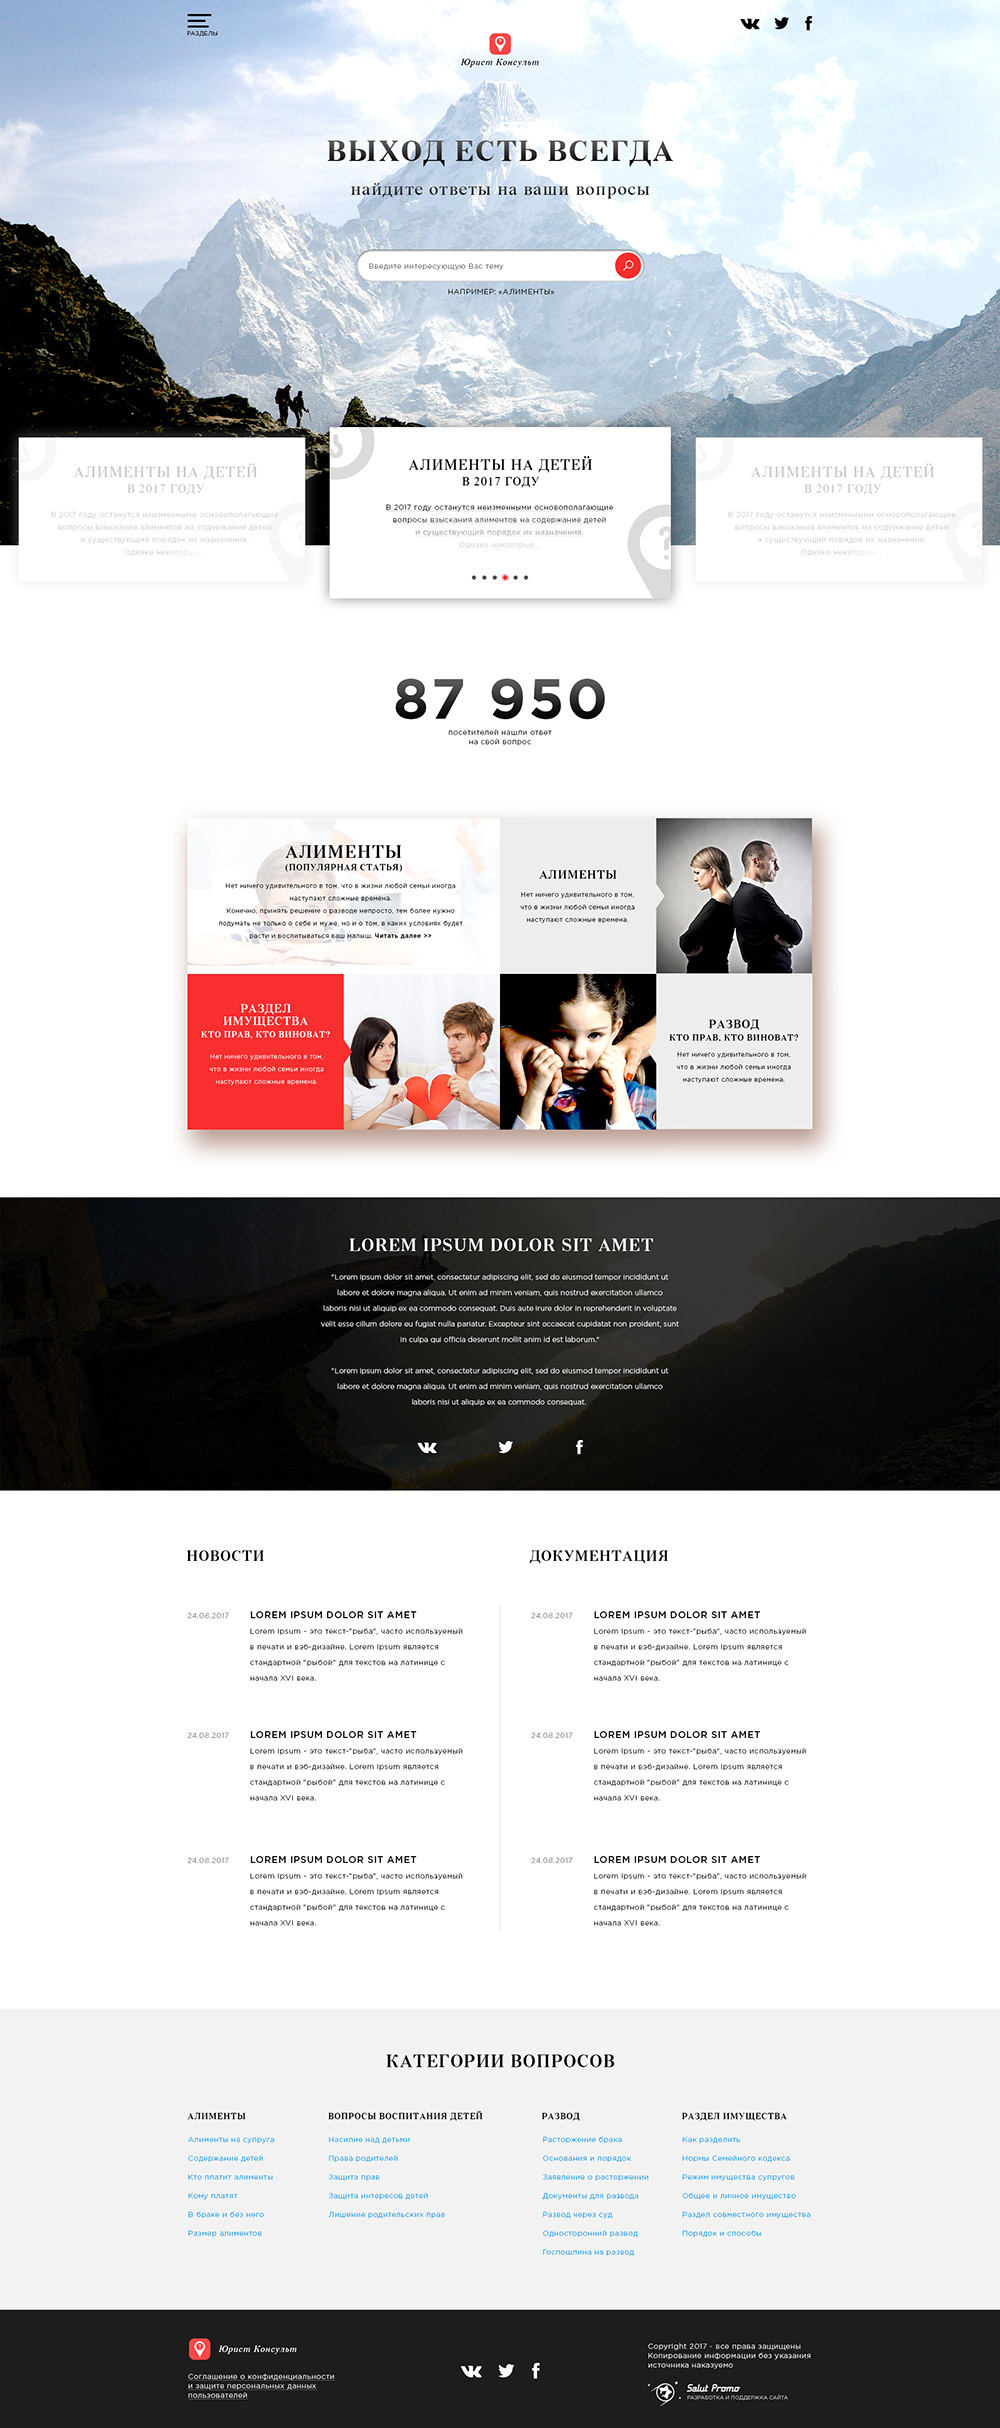 РАЗДЕЛЫ
Юрист Консульт
ВЫХОД ЕСТЬ ВСЕГДА
найдите ответы на ваши вопросы
Введите интересующую Вас тему
НАПРИМЕР: «АЛИМЕНТЫ»
АЛИМЕНТЫ НА ДЕТЕЙ
В 2017 ГОДУ
В 2017 году останутся неизменными основополагающие
вопросы взыскания алиментов на содержание детей
и существующий порядок их назначения.
Однако некоторые...
АЛИМЕНТЫ НА ДЕТЕЙ
В 2017 ГОДУ
В 2017 году останутся неизменными основополагающие
вопросы взыскания алиментов на содержание детей
и существующий порядок их назначения.
Однако некоторые...
АЛИМЕНТЫ НА ДЕТЕЙ
В 2017 ГОДУ
В 2017 году останутся неизменными основополагающие
вопросы взыскания алиментов на содержание детей
и существующий порядок их назначения.
Однако некоторые...
87 950
посетителей нашли ответ
на свой вопрос
АЛИМЕНТЫ
(ПОПУЛЯРНАЯ СТАТЬЯ)
Нет ничего удивительного в том, что в жизни любой семьи иногда
наступают сложные времена.
Конечно, принять решение о разводе непросто, тем более нужно
подумать не только о себе и муже, но и о том, в каких условиях будет
расти и воспитываться ваш малыш. Читать далее >>
АЛИМЕНТЫ
Нет ничего удивительного в том,
что в жизни любой семьи иногда
наступают сложные времена.
РАЗДЕЛ
ИМУЩЕСТВА
КТО ПРАВ, КТО ВИНОВАТ?
Нет ничего удивительного в том,
что в жизни любой семьи иногда
наступают сложные времена.
РАЗВОД
КТО ПРАВ, КТО ВИНОВАТ?
Нет ничего удивительного в том,
что в жизни любой семьи иногда
наступают сложные времена.
LOREM IPSUM DOLOR SIT AMET
"Lorem ipsum dolor sit amet, consectetur adipiscing elit, sed do eiusmod tempor incididunt ut
labore et dolore magna aliqua. Ut enim ad minim veniam, quis nostrud exercitation ullamco
laboris nisi ut aliquip ex ea commodo consequat. Duis aute irure dolor in reprehenderit in voluptate
velit esse cillum dolore eu fugiat nulla pariatur. Excepteur sint occaecat cupidatat non proident, sunt
in culpa qui officia deserunt mollit anim id est laborum."
"Lorem ipsum dolor sit amet, consectetur adipiscing elit, sed do eiusmod tempor incididunt ut
labore et dolore magna aliqua. Ut enim ad minim veniam, quis nostrud exercitation ullamco
laboris nisi ut aliquip ex ea commodo consequat.
НОВОСТИ
24.08.2017
LOREM IPSUM DOLOR SIT AMET
Lorem Ipsum - это текст-"рыба", часто используемый
в печати и вэб-дизайне. Lorem Ipsum является
стандартной "рыбой" для текстов на латинице с
начала XVI века.
24.08.2017
LOREM IPSUM DOLOR SIT AMET
Lorem Ipsum - это текст-"рыба", часто используемый
в печати и вэб-дизайне. Lorem Ipsum является
стандартной "рыбой" для текстов на латинице с
начала XVI века.
24.08.2017
LOREM IPSUM DOLOR SIT AMET
Lorem Ipsum - это текст-"рыба", часто используемый
в печати и вэб-дизайне. Lorem Ipsum является
стандартной "рыбой" для текстов на латинице с
начала XVI века.
ДОКУМЕНТАЦИЯ
24.08.2017
LOREM IPSUM DOLOR SIT AMET
Lorem Ipsum - это текст-"рыба", часто используемый
в печати и вэб-дизайне. Lorem Ipsum является
стандартной "рыбой" для текстов на латинице с
начала XVI века.
24.08.2017
LOREM IPSUM DOLOR SIT AMET
Lorem Ipsum - это текст-"рыба", часто используемый
в печати и вэб-дизайне. Lorem Ipsum является
стандартной "рыбой" для текстов на латинице с
начала XVI века.
24.08.2017
LOREM IPSUM DOLOR SIT AMET
Lorem Ipsum - это текст-"рыба", часто используемый
в печати и вэб-дизайне. Lorem Ipsum является
стандартной "рыбой" для текстов на латинице с
начала XVI века.
КАТЕГОРИИ ВОПРОСОВ
АЛИМЕНТЫ
Алименты на супруга
Содержание детей
Кто платит алименты
Кому платят
В браке и без него
Размер алиментов
ВОПРОСЫ ВОСПИТАНИЯ ДЕТЕЙ
Насилие над детьми
Права родителей
Защита прав
Защита интересов детей
Лишение родительских прав
РАЗВОД
Расторжение брака
Основания и порядок
Заявление о расторжении
Документы для развода
Развод через суд
Односторонний развод
Госпошлина на развод
РАЗДЕЛ ИМУЩЕСТВА
Как разделить
Нормы Семейного кодекса
Режим имущества супругов
Общее и личное имущество
Раздел совместного имущества
Порядок и способы
Юрист Консульт
Соглашение о конфиденциальности
и защите персональных данных
пользователей
Copyright 2017 - все права защищены
Копирование информации без указания
источника наказуемо
Salut Promo
РАЗРАБОТКА И ПОДДЕРЖКА САЙТА